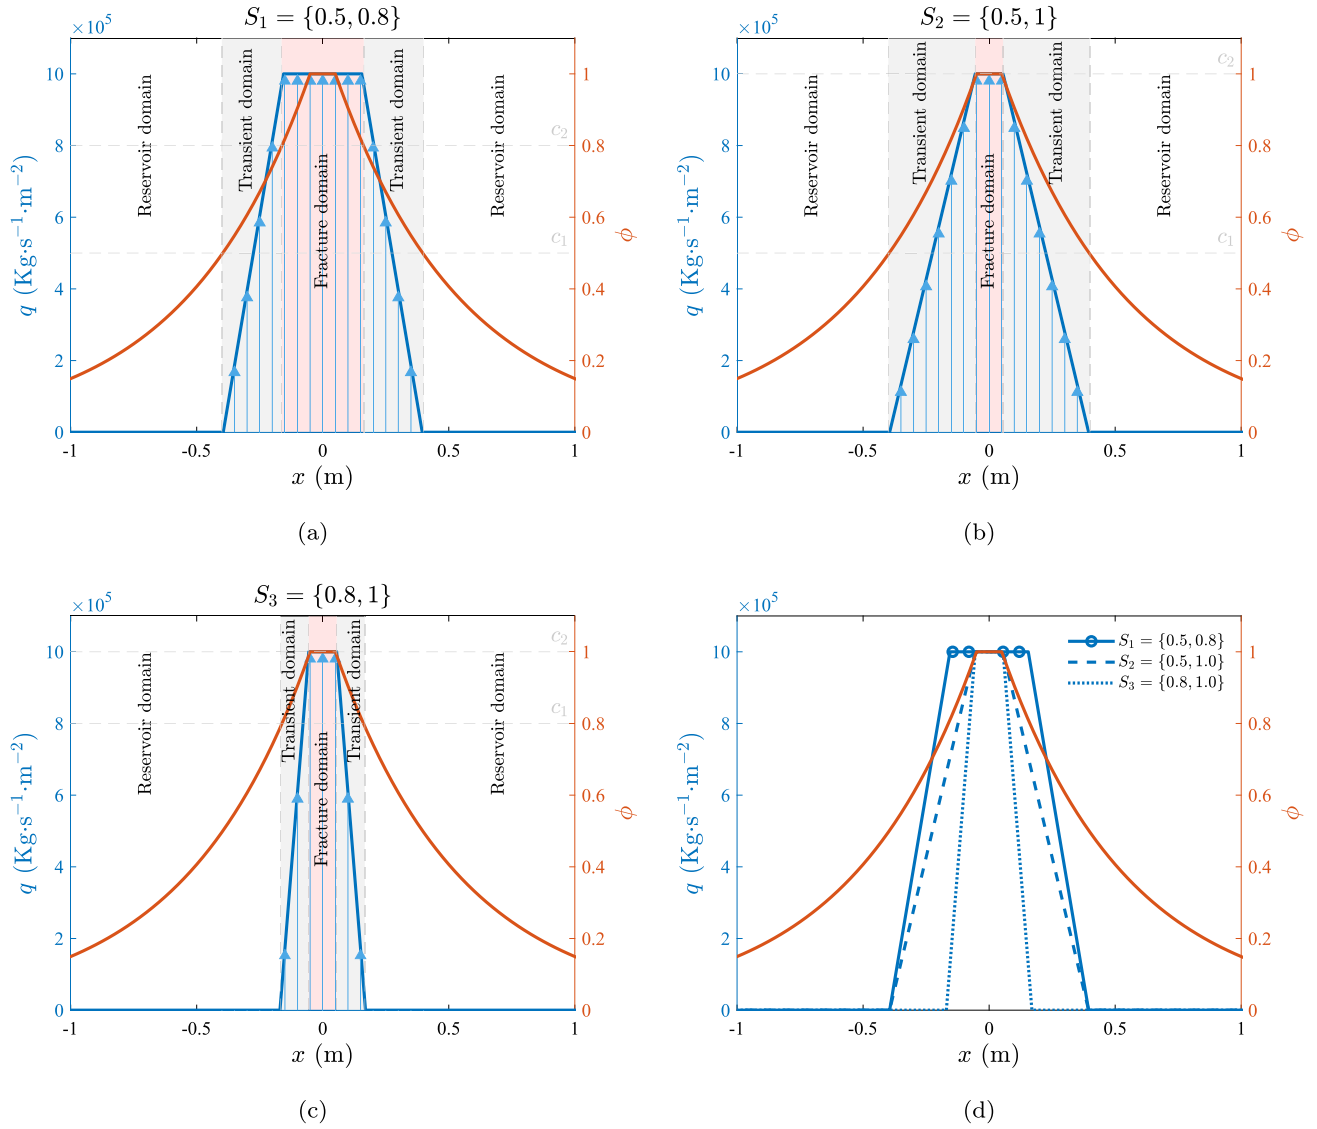 S₁ = {0.5, 0.8}
×10⁵
10
8
6
4
2
0
q (Kg·s⁻¹·m⁻²)
Reservoir domain
Transient domain
Fracture domain
Transient domain
Reservoir domain
c₂
c₁
1
0.8
0.6
0.4
0.2
0
ϕ
-1 -0.5 0 0.5 1
x (m)
(a)
S₂ = {0.5, 1}
×10⁵
10
8
6
4
2
0
q (Kg·s⁻¹·m⁻²)
Reservoir domain
Transient domain
Fracture domain
Transient domain
Reservoir domain
c₂
c₁
1
0.8
0.6
0.4
0.2
0
ϕ
-1 -0.5 0 0.5 1
x (m)
(b)
S₃ = {0.8, 1}
×10⁵
10
8
6
4
2
0
q (Kg·s⁻¹·m⁻²)
Reservoir domain
Transient domain
Fracture domain
Transient domain
Reservoir domain
c₂
c₁
1
0.8
0.6
0.4
0.2
0
ϕ
-1 -0.5 0 0.5 1
x (m)
(c)
×10⁵
10
8
6
4
2
0
q (Kg·s⁻¹·m⁻²)
S₁ = {0.5, 0.8}
S₂ = {0.5, 1.0}
S₃ = {0.8, 1.0}
1
0.8
0.6
0.4
0.2
0
ϕ
-1 -0.5 0 0.5 1
x (m)
(d)